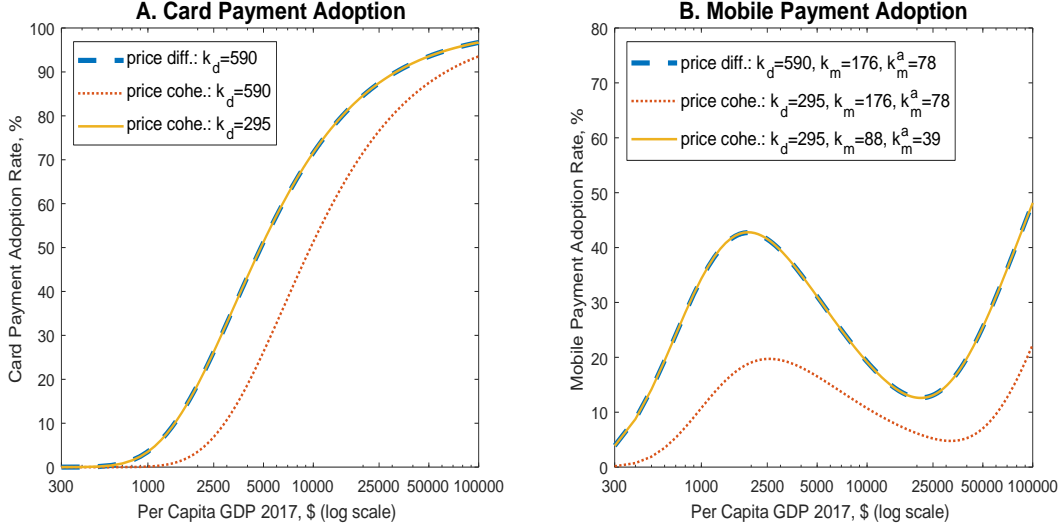 A. Card Payment Adoption
price diff.: k_d=590
price cohe.: k_d=590
price cohe.: k_d=295
Card Payment Adoption Rate, %
100
90
80
70
60
50
40
30
20
10
0
300 1000 2500 5000 10000 25000 50000 100000
Per Capita GDP 2017, $ (log scale)
B. Mobile Payment Adoption
price diff.: k_d=590, k_m=176, k_m^a=78
price cohe.: k_d=295, k_m=176, k_m^a=78
price cohe.: k_d=295, k_m=88, k_m^a=39
Mobile Payment Adoption Rate, %
80
70
60
50
40
30
20
10
0
300 1000 2500 5000 10000 25000 50000 100000
Per Capita GDP 2017, $ (log scale)